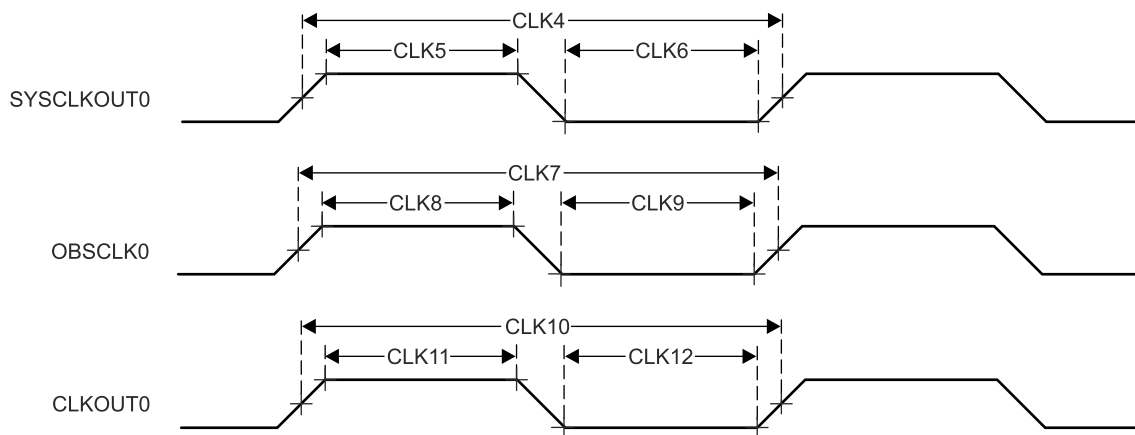 CLK4
CLK5 CLK6
SYSCLKOUT0
CLK7
CLK8 CLK9
OBSCLK0
CLK10
CLK11 CLK12
CLKOUT0